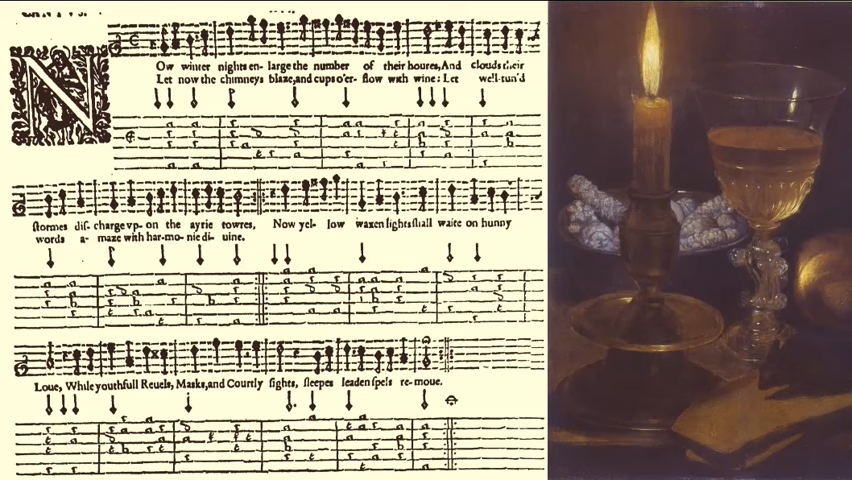 CANTVS.
Ow winter nights en- large the number of their houres, And clouds their
Let now the chimneys blaze, and cups o'er- flow with wine: Let well-tun'd
stormes dis- charge vp- on the ayrie towres, Now yel- low waxen lights shall waite on hunny
words a- maze with har-mo-nie di- uine.
Loue, While youthfull Reuels, Masks, and Courtly sights, sleepes leaden spels re-moue.